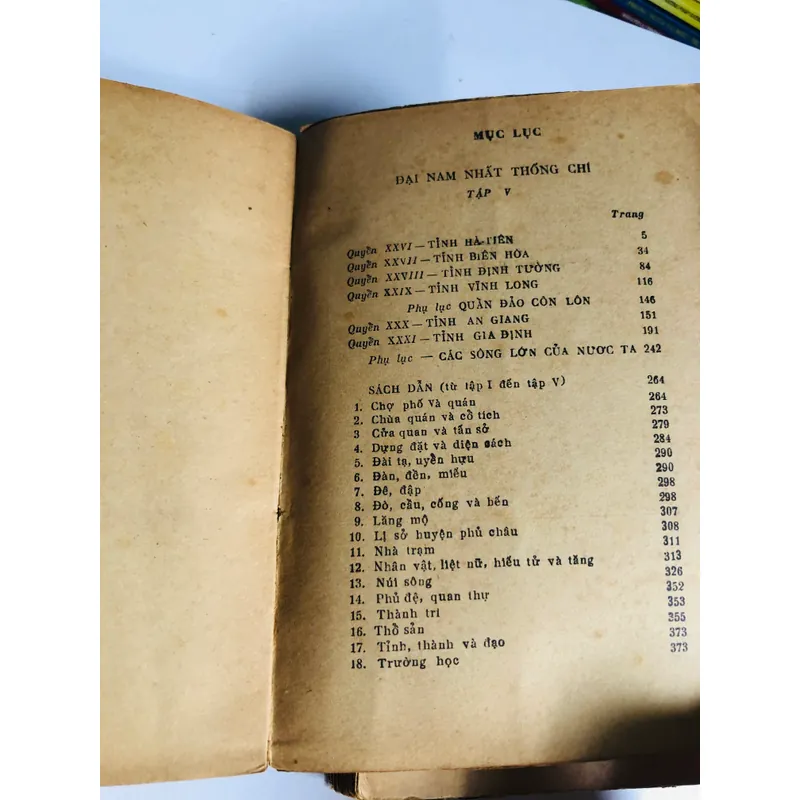 MỤC LỤC
ĐẠI NAM NHẤT THỐNG CHÍ
TẬP V
Trang
Quyển XXVI — TỈNH HÀ-TIÊN 5
Quyển XXVII — TỈNH BIÊN HÒA 34
Quyển XXVIII — TỈNH ĐỊNH TƯỜNG 84
Quyển XXIX — TỈNH VĨNH LONG 116
Phụ lục QUẦN ĐẢO CÔN LÔN 146
Quyển XXX — TỈNH AN GIANG 151
Quyển XXXI — TỈNH GIA ĐỊNH 191
Phụ lục — CÁC SÔNG LỚN CỦA NƯỚC TA 242
SÁCH DẪN (từ tập I đến tập V) 264
1. Chợ phố và quán 264
2. Chùa quán và cổ tích 273
3 Cửa quan và tấn sở 279
4. Dựng đặt và diện sách 284
5. Đài tạ, uyển hựu 290
6. Đàn, đền, miếu 290
7. Đê, đập 298
8. Đò, cầu, cống và bến 298
9. Lăng mộ 307
10. Lị sở huyện phủ châu 308
11. Nhà trạm 311
12. Nhân vật, liệt nữ, hiếu tử và tăng 313
13. Núi sông 326
14. Phủ đệ, quan thự 352
15. Thành trì 353
16. Thổ sản 355
17. Tỉnh, thành và đạo 373
18. Trường học 373